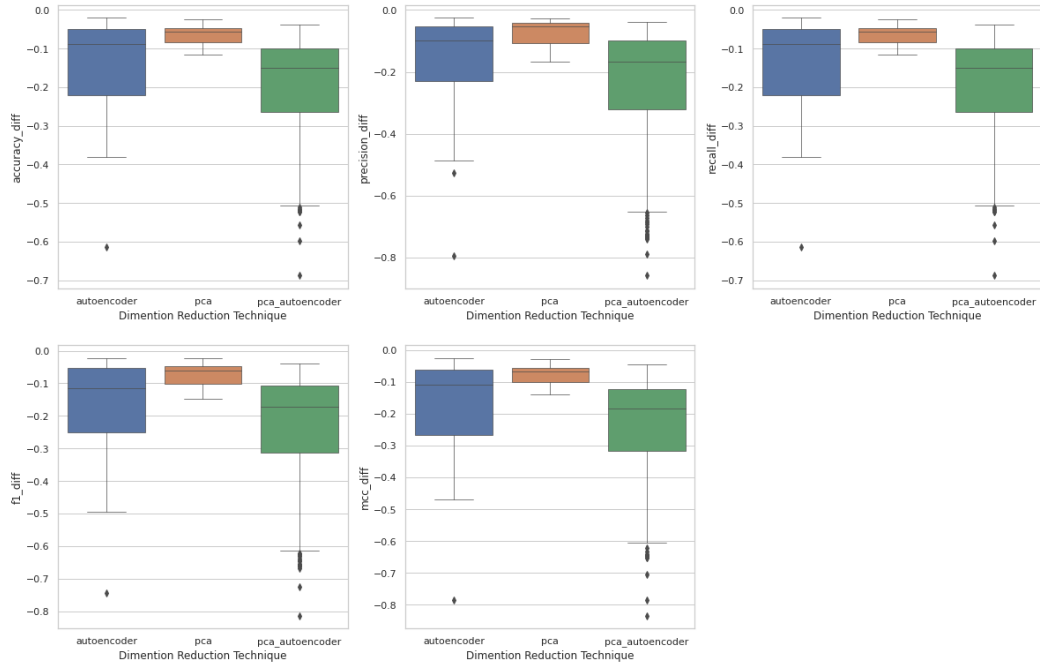 0.0
−0.1
−0.2
−0.3
−0.4
−0.5
−0.6
−0.7
accuracy_diff
autoencoder pca pca_autoencoder
Dimention Reduction Technique
0.0
−0.2
−0.4
−0.6
−0.8
precision_diff
autoencoder pca pca_autoencoder
Dimention Reduction Technique
0.0
−0.1
−0.2
−0.3
−0.4
−0.5
−0.6
−0.7
recall_diff
autoencoder pca pca_autoencoder
Dimention Reduction Technique
0.0
−0.1
−0.2
−0.3
−0.4
−0.5
−0.6
−0.7
−0.8
f1_diff
autoencoder pca pca_autoencoder
Dimention Reduction Technique
0.0
−0.1
−0.2
−0.3
−0.4
−0.5
−0.6
−0.7
−0.8
mcc_diff
autoencoder pca pca_autoencoder
Dimention Reduction Technique